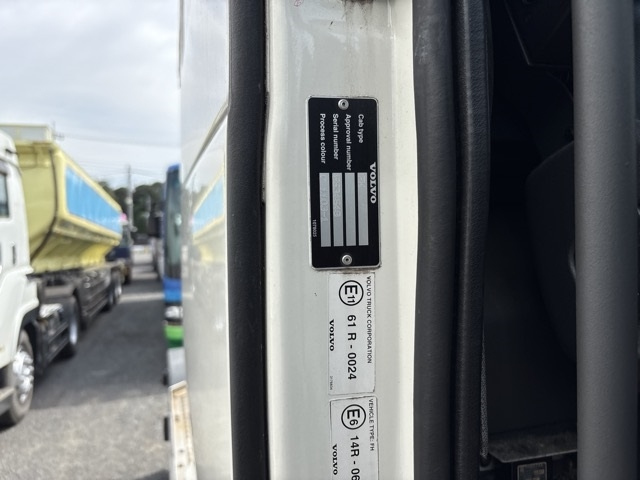 VOLVO
Cab type
Approval number
Serial number
Process colour
VOLVO TRUCK CORPORATION
E11 61 R - 0024
VOLVO
VEHICLE TYPE: FH
E6 14R - 06
VOLVO